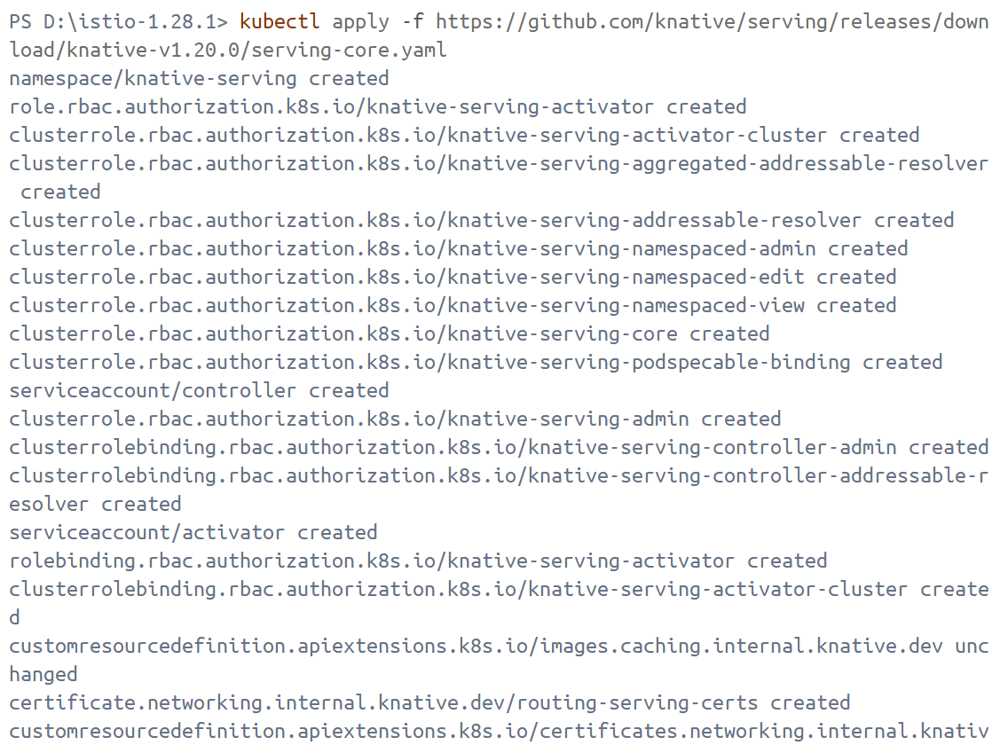 PS D:\istio-1.28.1> kubectl apply -f https://github.com/knative/serving/releases/down
load/knative-v1.20.0/serving-core.yaml
namespace/knative-serving created
role.rbac.authorization.k8s.io/knative-serving-activator created
clusterrole.rbac.authorization.k8s.io/knative-serving-activator-cluster created
clusterrole.rbac.authorization.k8s.io/knative-serving-aggregated-addressable-resolver
 created
clusterrole.rbac.authorization.k8s.io/knative-serving-addressable-resolver created
clusterrole.rbac.authorization.k8s.io/knative-serving-namespaced-admin created
clusterrole.rbac.authorization.k8s.io/knative-serving-namespaced-edit created
clusterrole.rbac.authorization.k8s.io/knative-serving-namespaced-view created
clusterrole.rbac.authorization.k8s.io/knative-serving-core created
clusterrole.rbac.authorization.k8s.io/knative-serving-podspecable-binding created
serviceaccount/controller created
clusterrole.rbac.authorization.k8s.io/knative-serving-admin created
clusterrolebinding.rbac.authorization.k8s.io/knative-serving-controller-admin created
clusterrolebinding.rbac.authorization.k8s.io/knative-serving-controller-addressable-r
esolver created
serviceaccount/activator created
rolebinding.rbac.authorization.k8s.io/knative-serving-activator created
clusterrolebinding.rbac.authorization.k8s.io/knative-serving-activator-cluster create
d
customresourcedefinition.apiextensions.k8s.io/images.caching.internal.knative.dev unc
hanged
certificate.networking.internal.knative.dev/routing-serving-certs created
customresourcedefinition.apiextensions.k8s.io/certificates.networking.internal.knativ